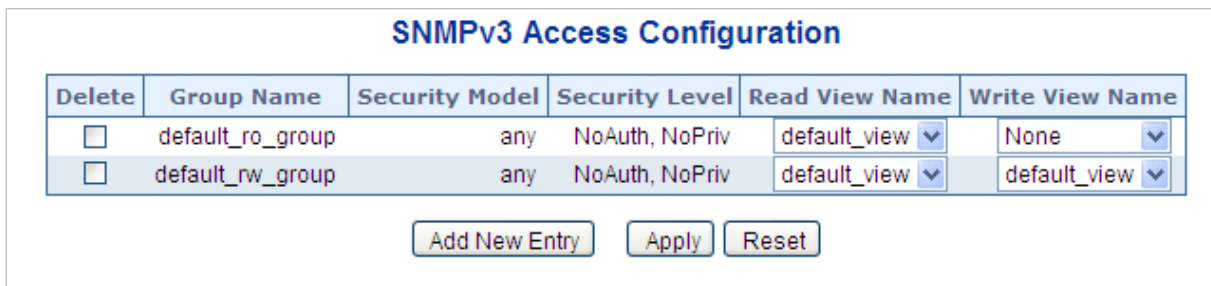 SNMPv3 Access Configuration
Delete Group Name Security Model Security Level Read View Name Write View Name
default_ro_group any NoAuth, NoPriv default_view None
default_rw_group any NoAuth, NoPriv default_view default_view
Add New Entry Apply Reset